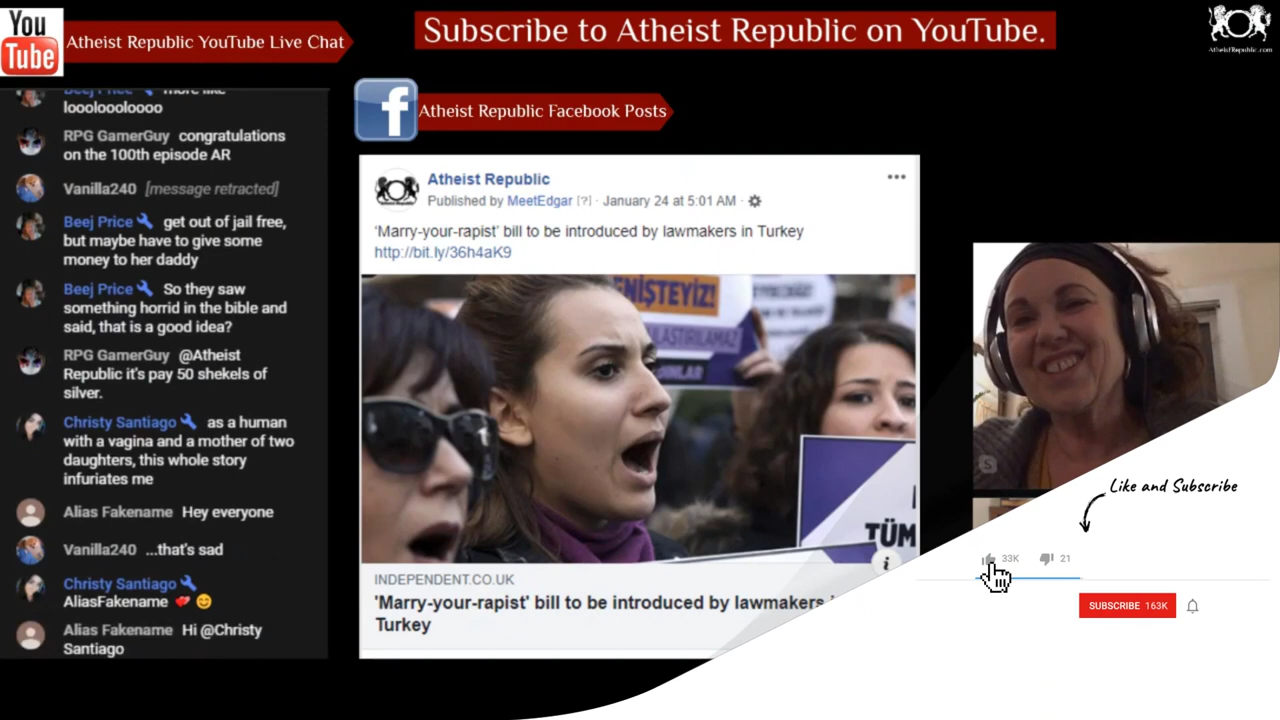 You
Tube
Atheist Republic YouTube Live Chat
Subscribe to Atheist Republic on YouTube.
AtheistRepublic.com
Atheist Republic Facebook Posts
Beej Price more like
loooloooloooo
RPG GamerGuy congratulations
on the 100th episode AR
Vanilla240 [message retracted]
Beej Price get out of jail free,
but maybe have to give some
money to her daddy
Beej Price So they saw
something horrid in the bible and
said, that is a good idea?
RPG GamerGuy @Atheist
Republic it's pay 50 shekels of
silver.
Christy Santiago as a human
with a vagina and a mother of two
daughters, this whole story
infuriates me
Alias Fakename Hey everyone
Vanilla240 ...that's sad
Christy Santiago
AliasFakename ❤️ 😊
Alias Fakename Hi @Christy
Santiago
Atheist Republic
Published by MeetEdgar [?] · January 24 at 5:01 AM ·
'Marry-your-rapist' bill to be introduced by lawmakers in Turkey
http://bit.ly/36h4aK9
ENİŞTEYİZ!
LAŞTIRILAMAZ
TÜM
INDEPENDENT.CO.UK
'Marry-your-rapist' bill to be introduced by lawmakers
Turkey
Like and Subscribe
33K 21
SUBSCRIBE 163K